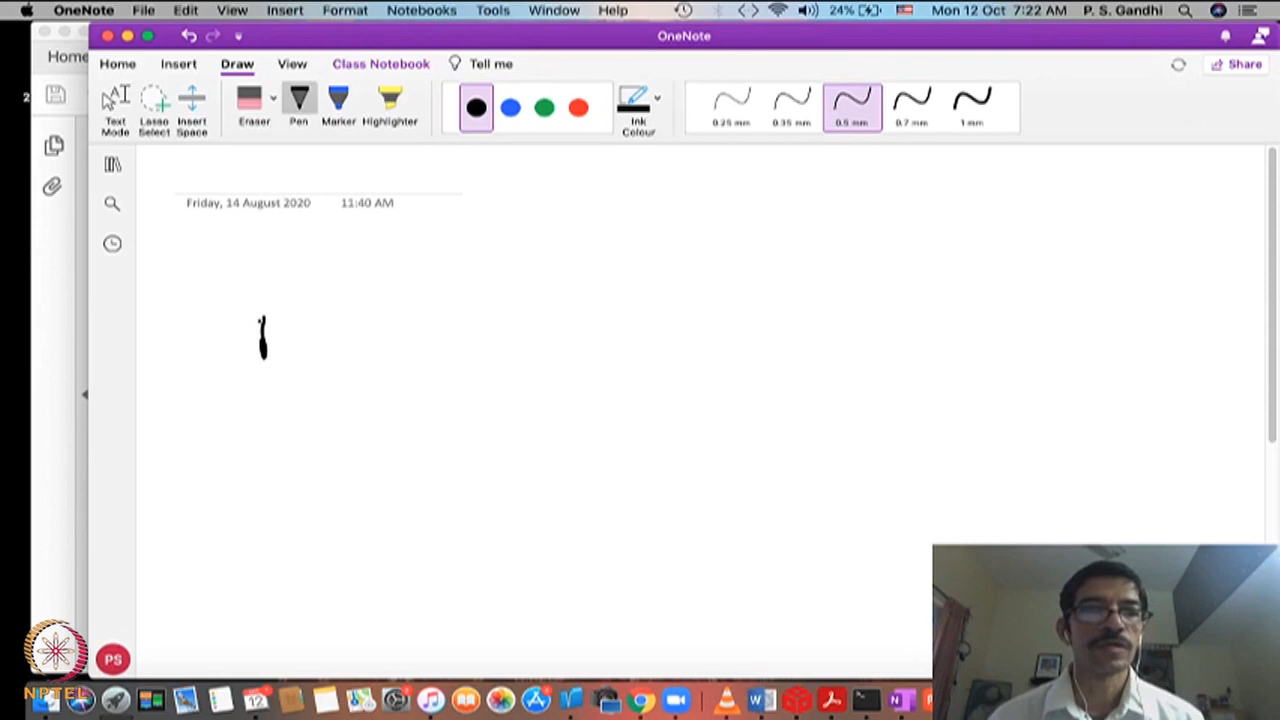 OneNote File Edit View Insert Format Notebooks Tools Window Help 24% Mon 12 Oct 7:22 AM P. S. Gandhi
OneNote
Home
Home Insert Draw View Class Notebook Tell me Share
2
Text Mode
Lasso Select
Insert Space
Eraser
Pen
Marker
Highlighter
Ink Colour
0.25 mm 0.35 mm 0.5 mm 0.7 mm 1 mm
Friday, 14 August 2020 11:40 AM
PS
NPTEL
12